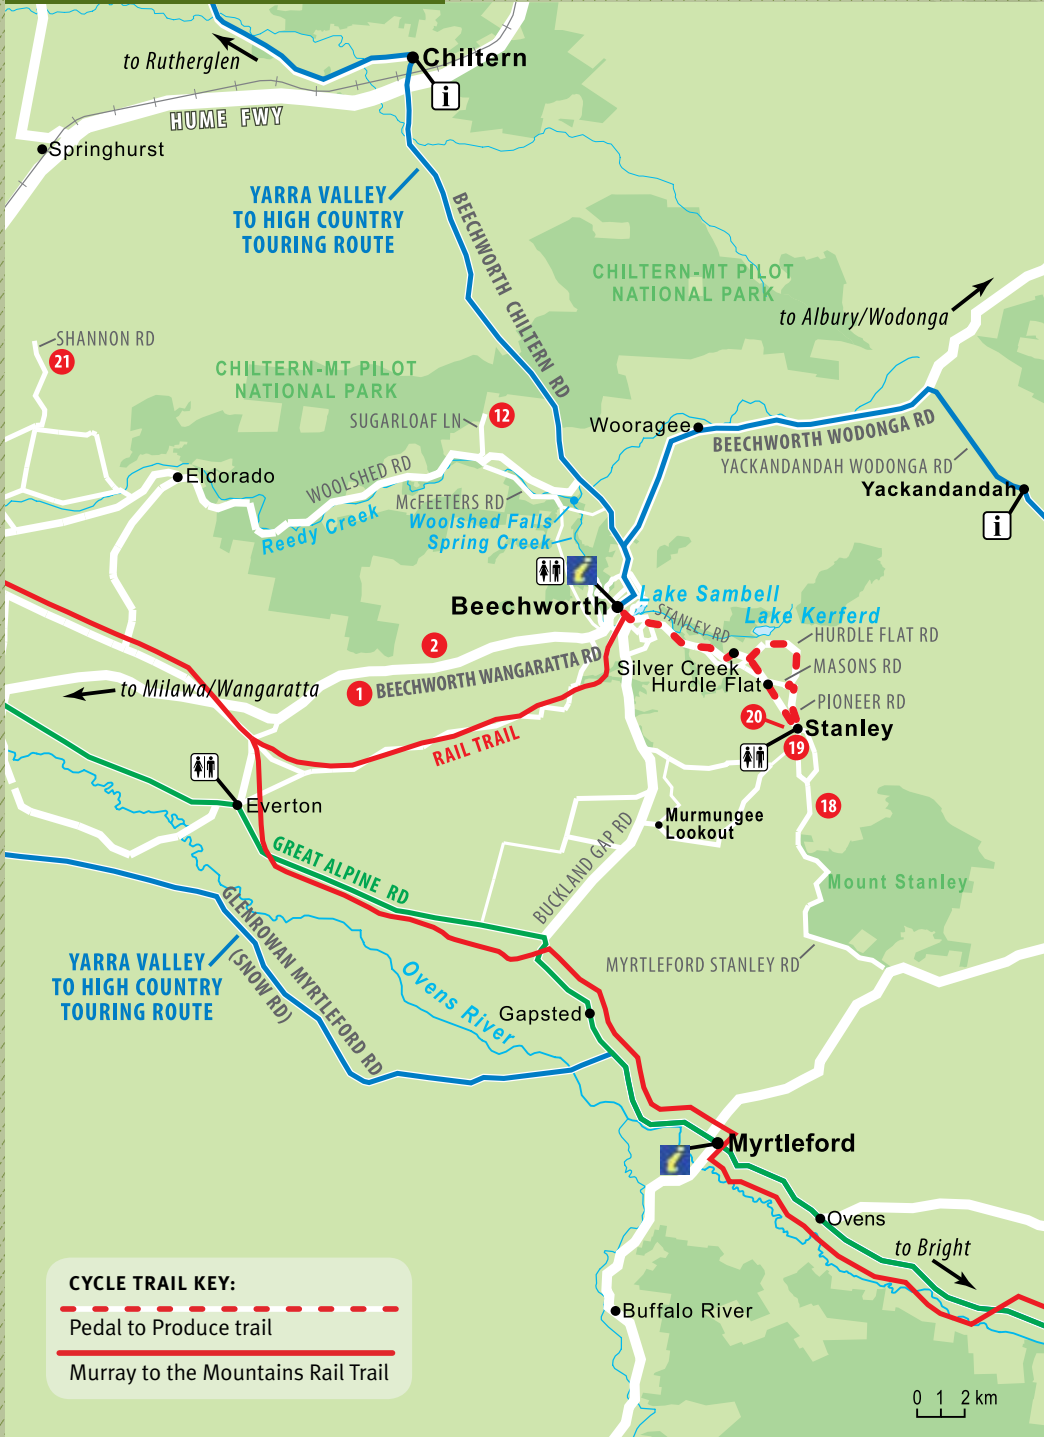 to Rutherglen
Chiltern
i
HUME FWY
Springhurst
YARRA VALLEY
TO HIGH COUNTRY
TOURING ROUTE
BEECHWORTH CHILTERN RD
CHILTERN-MT PILOT
NATIONAL PARK
to Albury/Wodonga
SHANNON RD
21
CHILTERN-MT PILOT
NATIONAL PARK
SUGARLOAF LN
12
Wooragee
BEECHWORTH WODONGA RD
YACKANDANDAH WODONGA RD
Eldorado
WOOLSHED RD
McFEETERS RD
Yackandandah
i
Reedy Creek
Woolshed Falls
Spring Creek
i
Beechworth
Lake Sambell
STANLEY RD
Lake Kerferd
HURDLE FLAT RD
2
Silver Creek
Hurdle Flat
MASONS RD
to Milawa/Wangaratta
1
BEECHWORTH WANGARATTA RD
PIONEER RD
20
Stanley
RAIL TRAIL
19
Everton
18
Murmungee
Lookout
GREAT ALPINE RD
BUCKLAND GAP RD
Mount Stanley
GLENROWAN MYRTLEFORD RD
(SNOW RD)
YARRA VALLEY
TO HIGH COUNTRY
TOURING ROUTE
Ovens River
MYRTLEFORD STANLEY RD
Gapsted
Myrtleford
i
Ovens
to Bright
CYCLE TRAIL KEY:
Pedal to Produce trail
Murray to the Mountains Rail Trail
Buffalo River
0 1 2 km